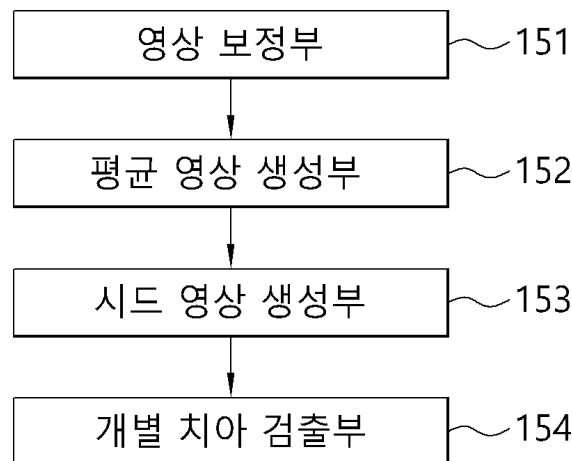 영상 보정부 151
평균 영상 생성부 152
시드 영상 생성부 153
개별 치아 검출부 154